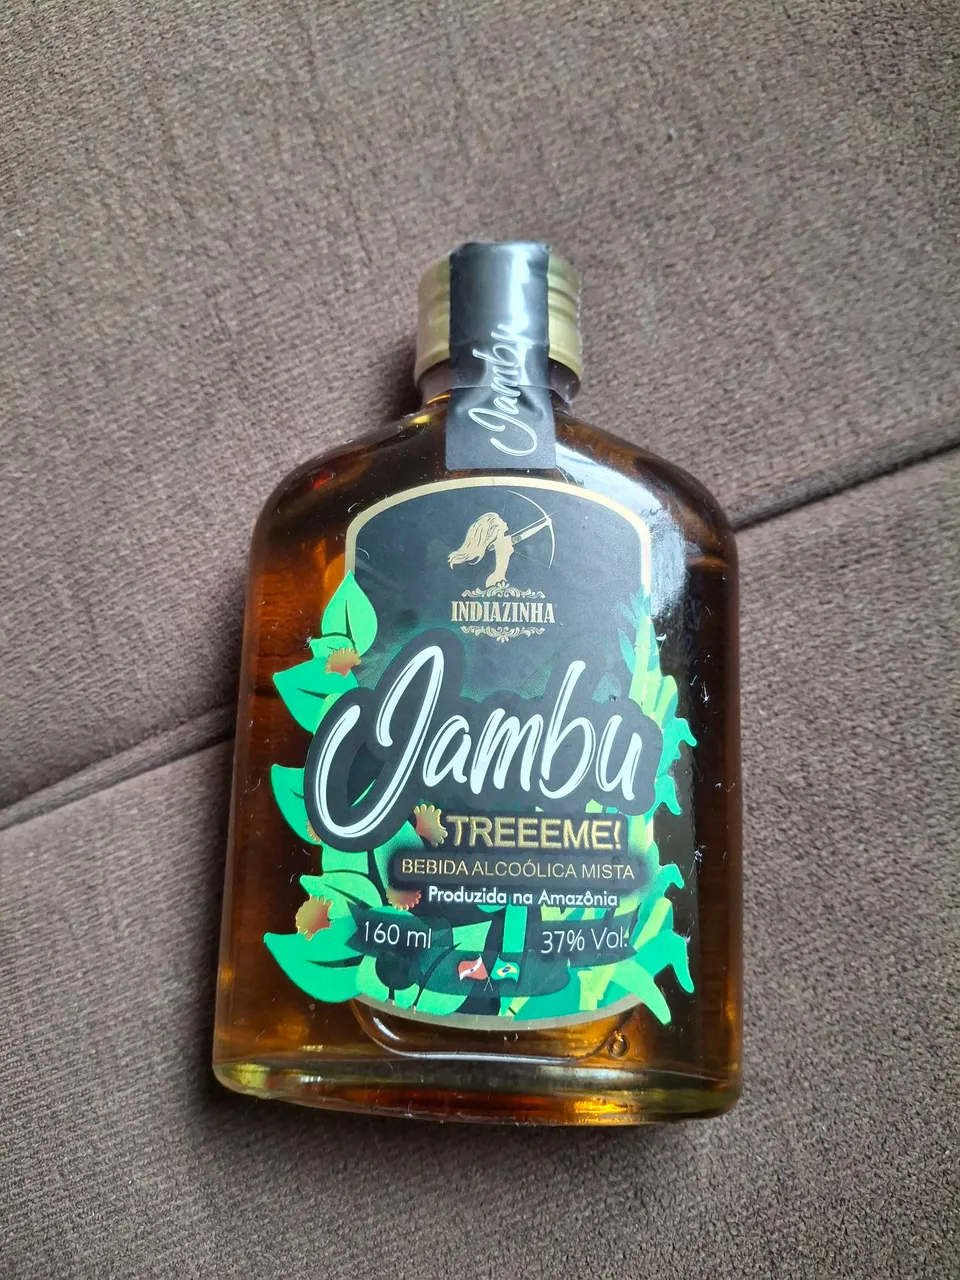 Jambu
INDIAZINHA
Jambu
TREEEME!
BEBIDA ALCOÓLICA MISTA
Produzida na Amazônia
160 ml 37% Vol.